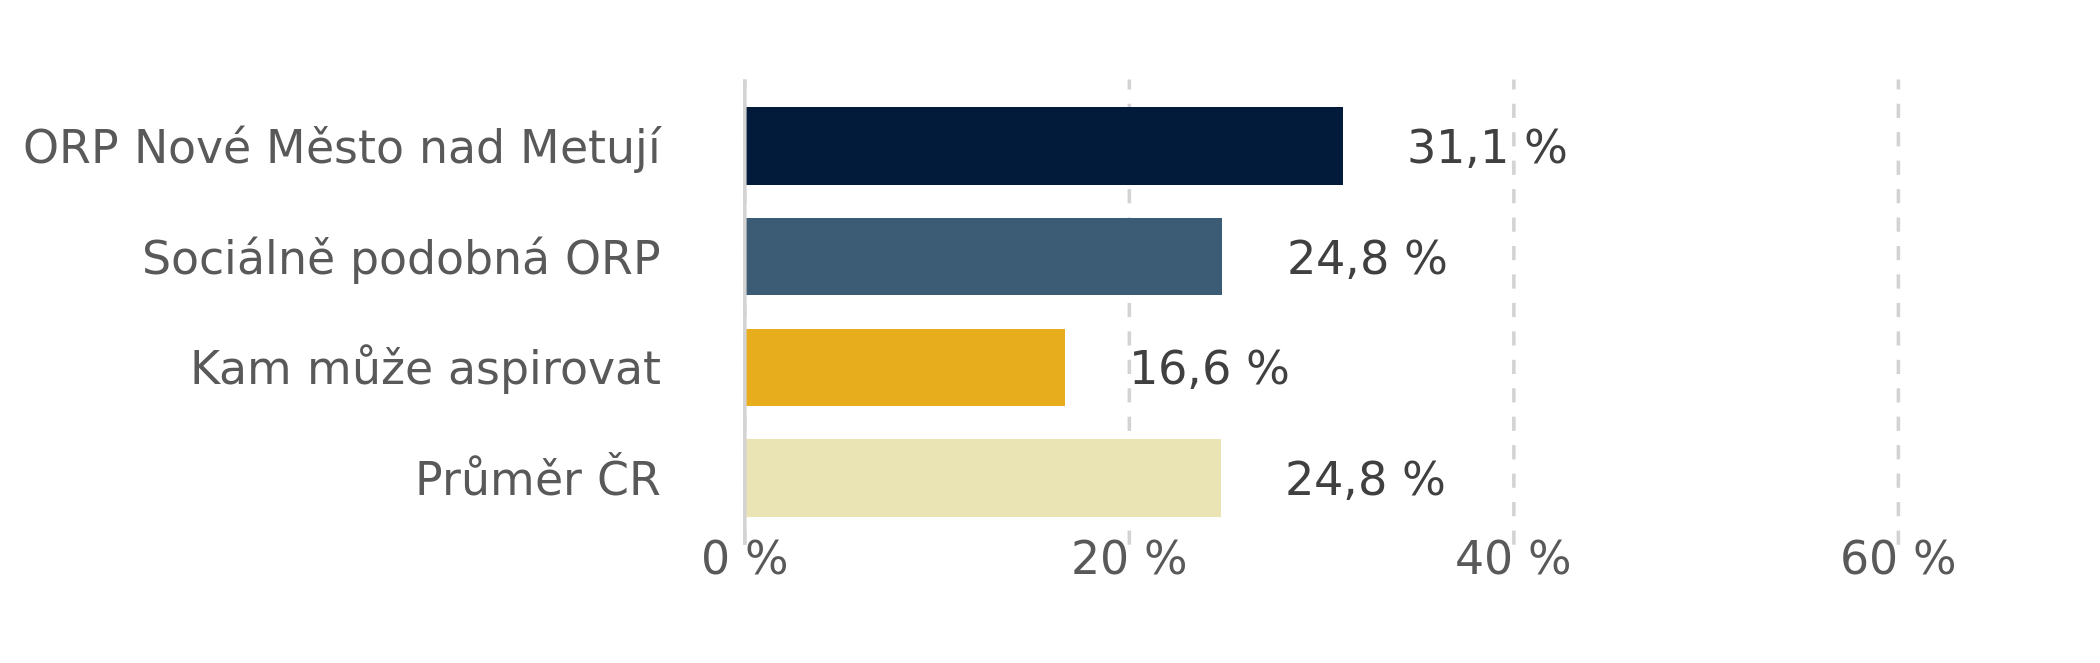 ORP Nové Město nad Metují
31,1 %
Sociálně podobná ORP
24,8 %
Kam může aspirovat
16,6 %
Průměr ČR
24,8 %
0 % 20 % 40 % 60 %